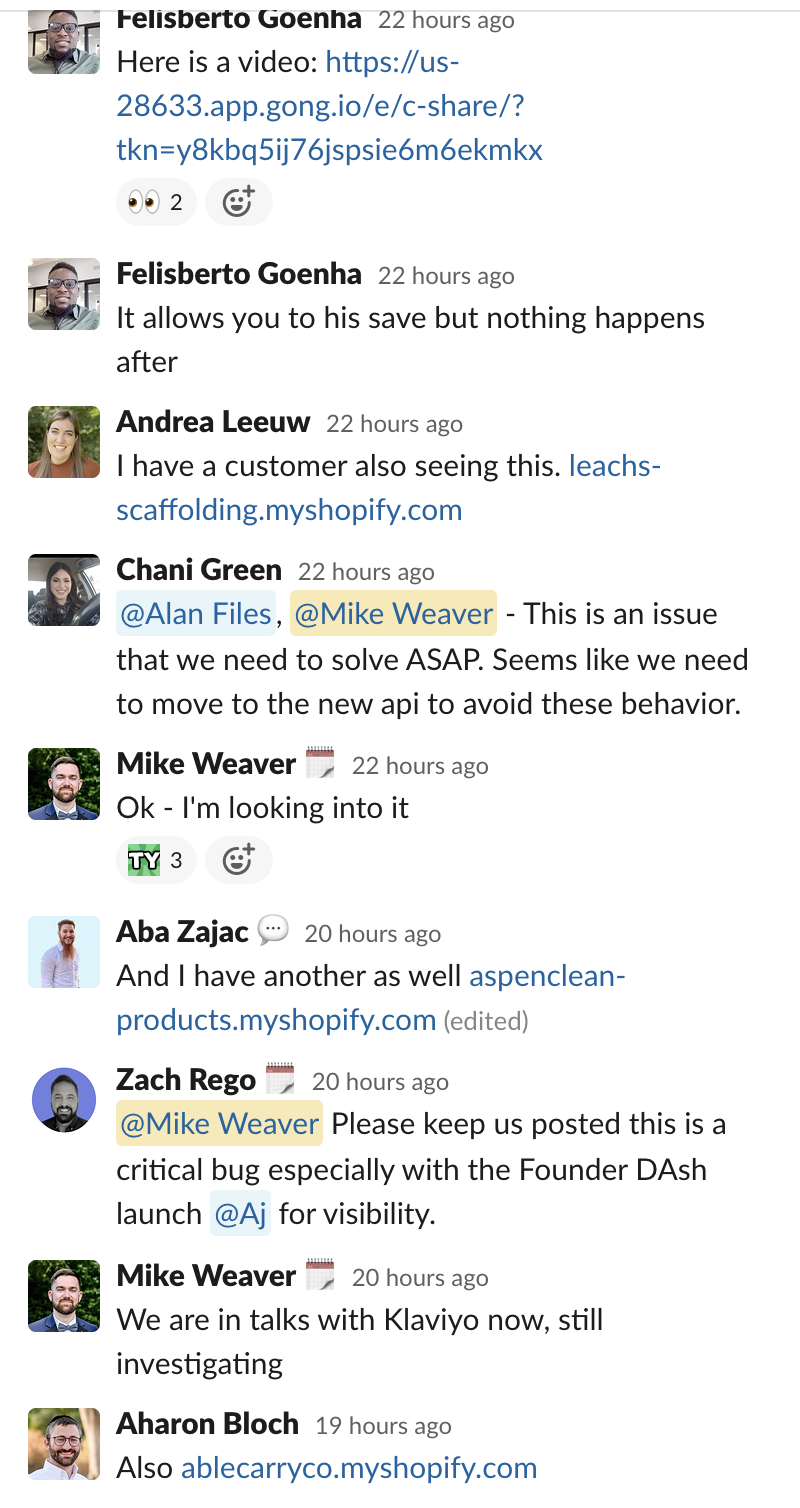 Felisberto Goenha 22 hours ago
Here is a video: https://us-
28633.app.gong.io/e/c-share/?
tkn=y8kbq5ij76jspsie6m6ekmkx
2
Felisberto Goenha 22 hours ago
It allows you to his save but nothing happens
after
Andrea Leeuw 22 hours ago
I have a customer also seeing this. leachs-
scaffolding.myshopify.com
Chani Green 22 hours ago
@Alan Files, @Mike Weaver - This is an issue
that we need to solve ASAP. Seems like we need
to move to the new api to avoid these behavior.
Mike Weaver 22 hours ago
Ok - I'm looking into it
TY 3
Aba Zajac 20 hours ago
And I have another as well aspenclean-
products.myshopify.com (edited)
Zach Rego 20 hours ago
@Mike Weaver Please keep us posted this is a
critical bug especially with the Founder DAsh
launch @Aj for visibility.
Mike Weaver 20 hours ago
We are in talks with Klaviyo now, still
investigating
Aharon Bloch 19 hours ago
Also ablecarryco.myshopify.com